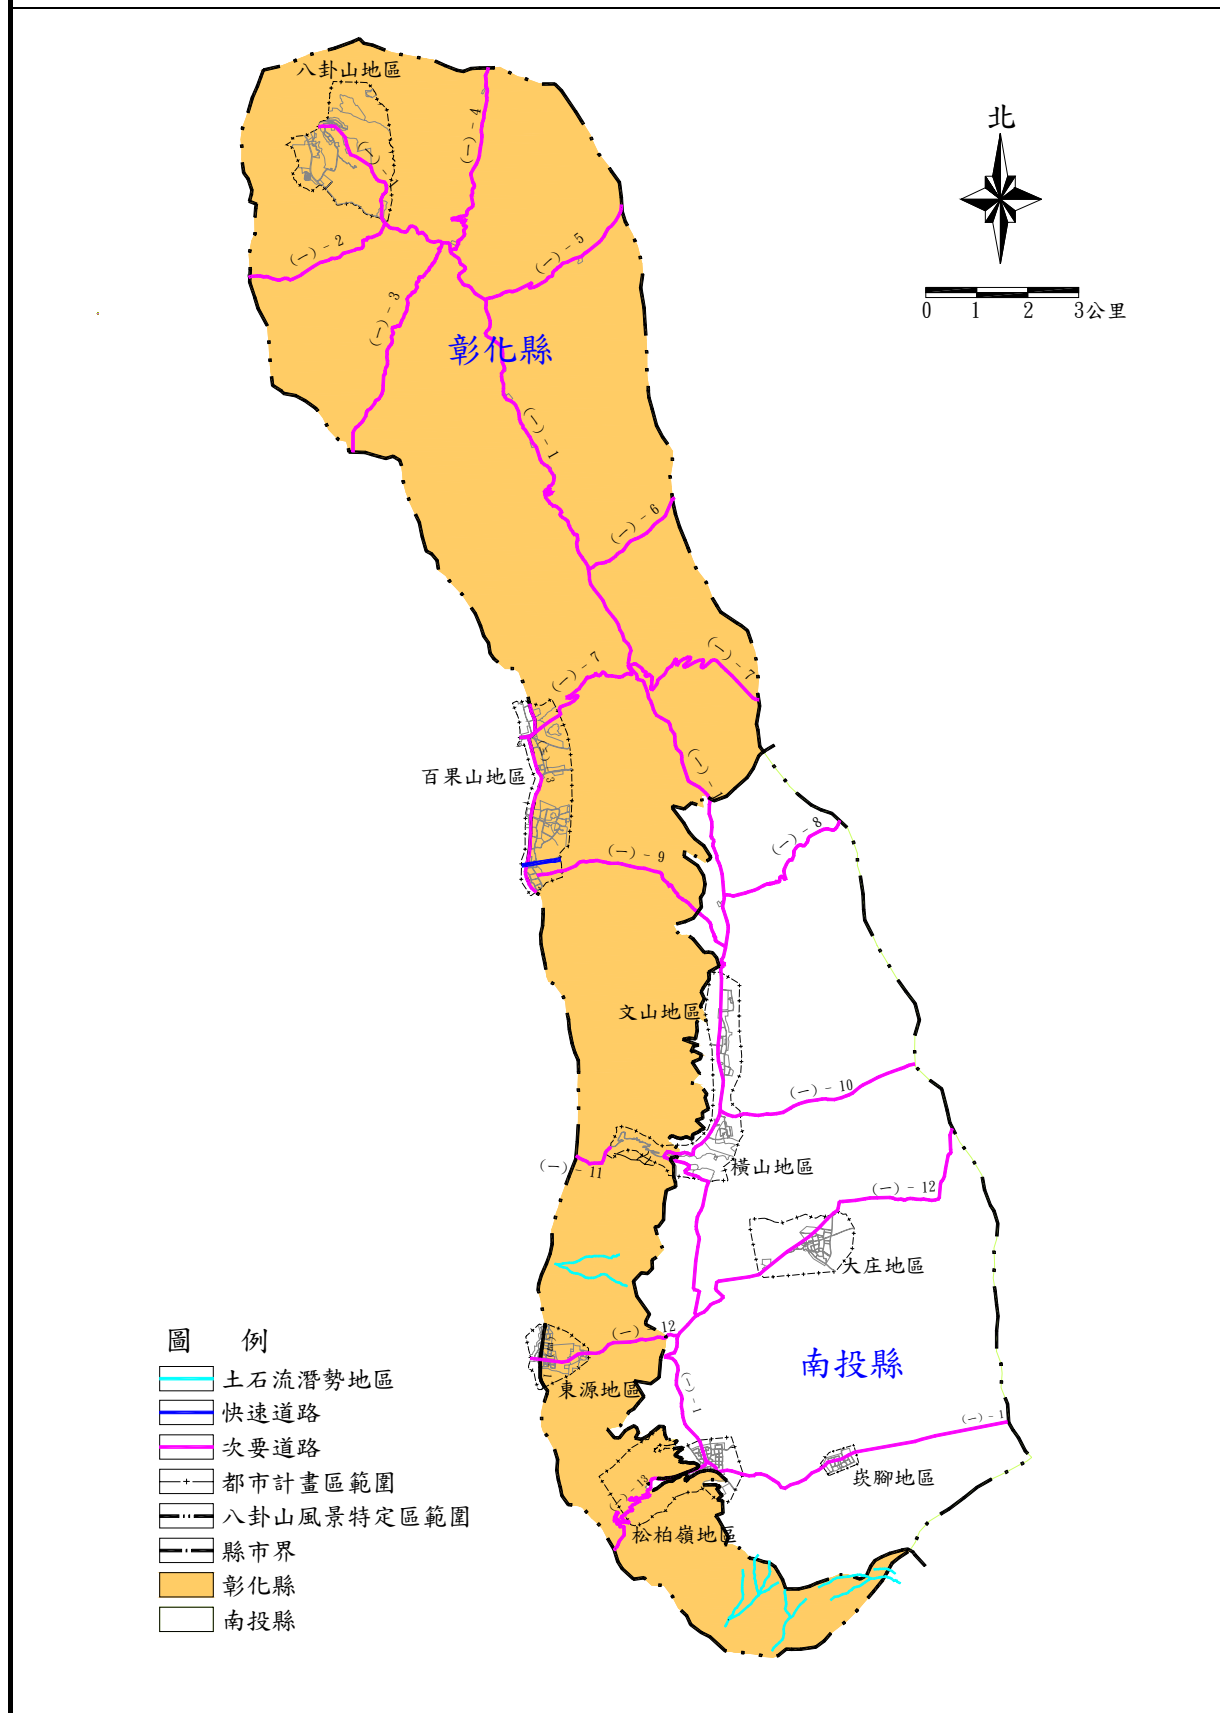 八卦山地區
北
(一)-4
(一)-1
(一)-2
(一)-5
(一)-3
0 1 2 3公里
彰化縣
(一)-1
(一)-6
(一)-7
(一)-7
百果山地區
(一)-1
(一)-8
(一)-9
文山地區
(一)-10
(一)-11
橫山地區
(一)-12
大庄地區
(一)-12
南投縣
東源地區
(一)-1
(一)-1
崁腳地區
(一)-13
松柏嶺地區
圖例
土石流潛勢地區
快速道路
次要道路
都市計畫區範圍
八卦山風景特定區範圍
縣市界
彰化縣
南投縣